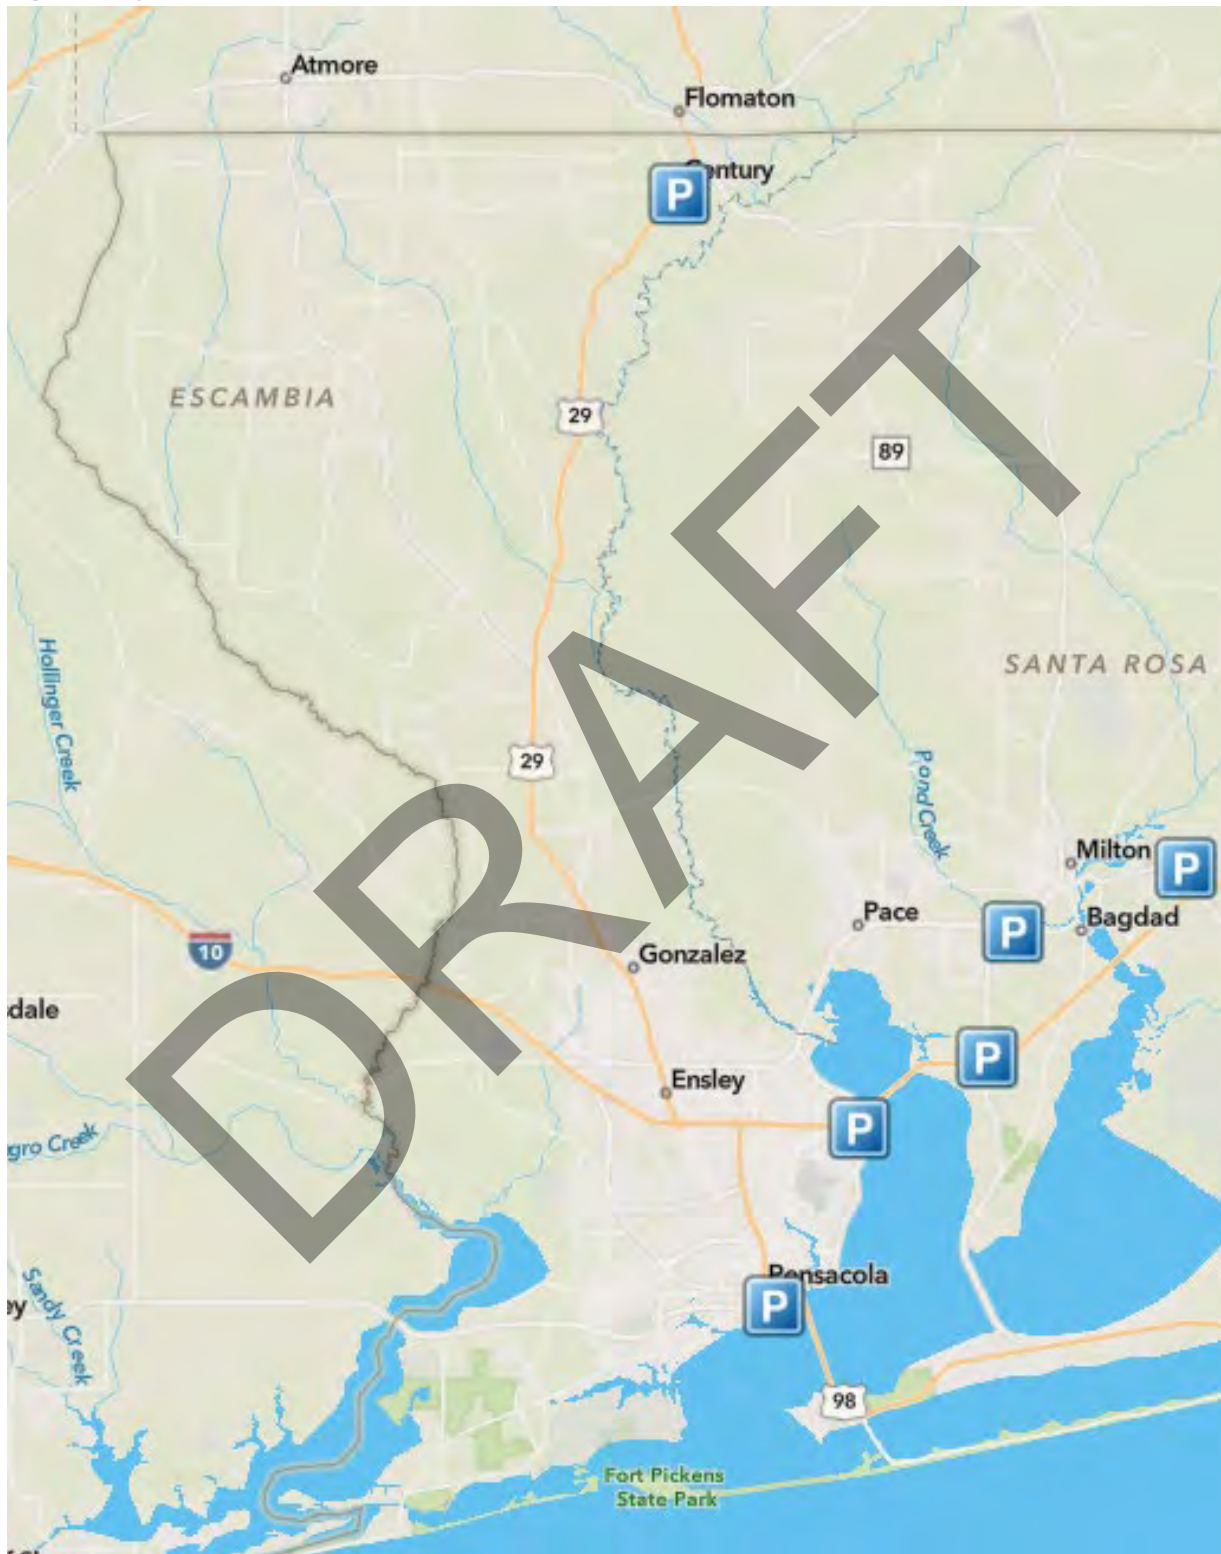 Atmore
Flomaton
Century
P
ESCAMBIA
29
89
SANTA ROSA
Hollinger Creek
29
Pond Creek
Milton
P
Pace
P
Bagdad
10
Gonzalez
dale
P
Ensley
P
gro Creek
Pensacola
P
Sandy Creek
ey
98
Fort Pickens
State Park
DRAFT